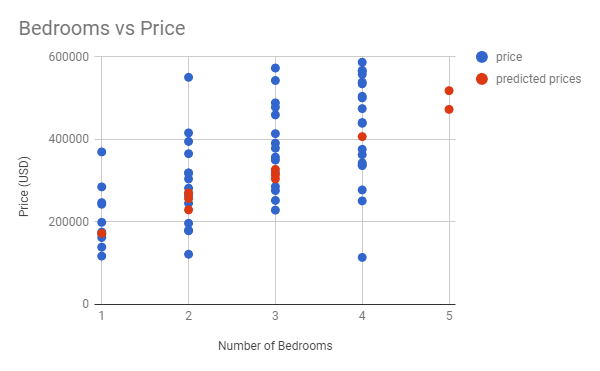 Bedrooms vs Price
price
predicted prices
600000
400000
200000
0
Price (USD)
1 2 3 4 5
Number of Bedrooms